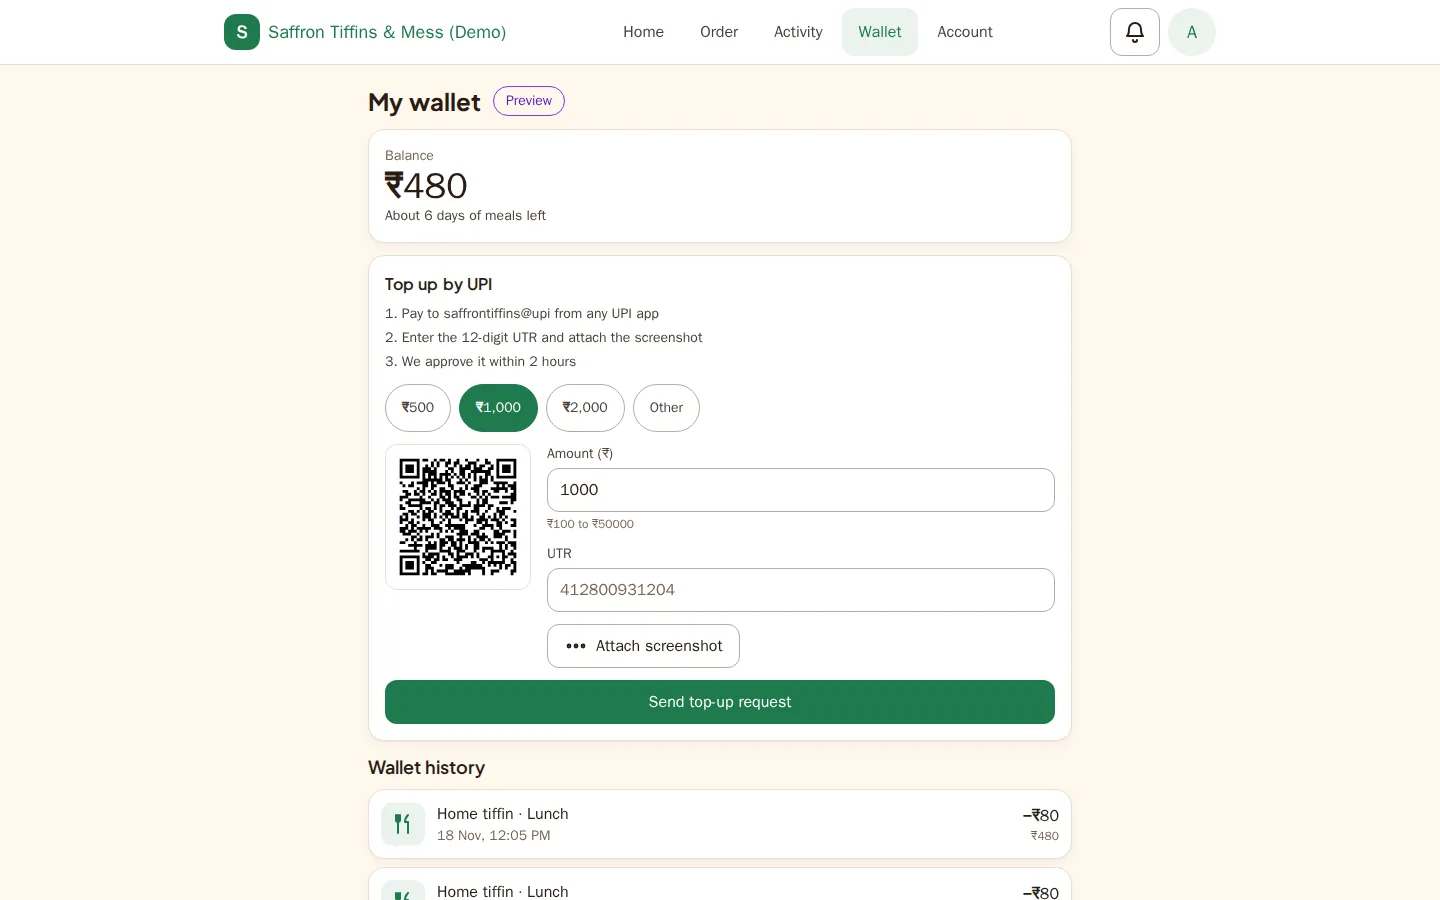 S Saffron Tiffins & Mess (Demo) Home Order Activity Wallet Account A
My wallet Preview
Balance
₹480
About 6 days of meals left
Top up by UPI
1. Pay to saffrontiffins@upi from any UPI app
2. Enter the 12-digit UTR and attach the screenshot
3. We approve it within 2 hours
₹500 ₹1,000 ₹2,000 Other
Amount (₹)
1000
₹100 to ₹50000
UTR
412800931204
Attach screenshot
Send top-up request
Wallet history
Home tiffin · Lunch −₹80
18 Nov, 12:05 PM ₹480
Home tiffin · Lunch −₹80